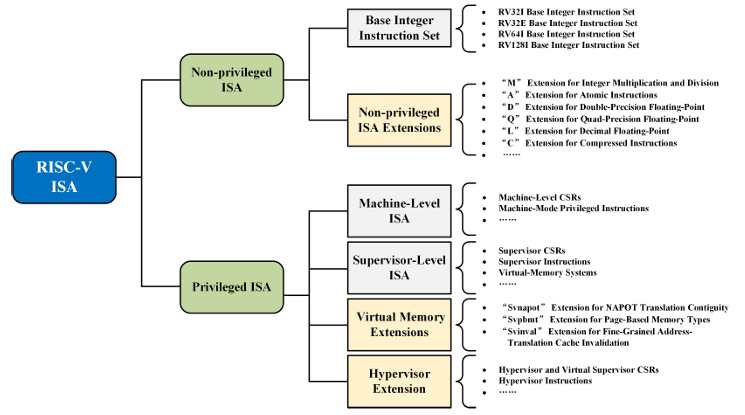 RISC-V
ISA
Non-privileged
ISA
Privileged ISA
Base Integer
Instruction Set
• RV32I Base Integer Instruction Set
• RV32E Base Integer Instruction Set
• RV64I Base Integer Instruction Set
• RV128I Base Integer Instruction Set
Non-privileged
ISA Extensions
• “M” Extension for Integer Multiplication and Division
• “A” Extension for Atomic Instructions
• “D” Extension for Double-Precision Floating-Point
• “Q” Extension for Quad-Precision Floating-Point
• “L” Extension for Decimal Floating-Point
• “C” Extension for Compressed Instructions
• ……
Machine-Level
ISA
• Machine-Level CSRs
• Machine-Mode Privileged Instructions
• ……
Supervisor-Level
ISA
• Supervisor CSRs
• Supervisor Instructions
• Virtual-Memory Systems
• ……
Virtual Memory
Extensions
• “Svnapot” Extension for NAPOT Translation Contiguity
• “Svpbmt” Extension for Page-Based Memory Types
• “Svinval” Extension for Fine-Grained Address-
Translation Cache Invalidation
Hypervisor
Extension
• Hypervisor and Virtual Supervisor CSRs
• Hypervisor Instructions
• ……